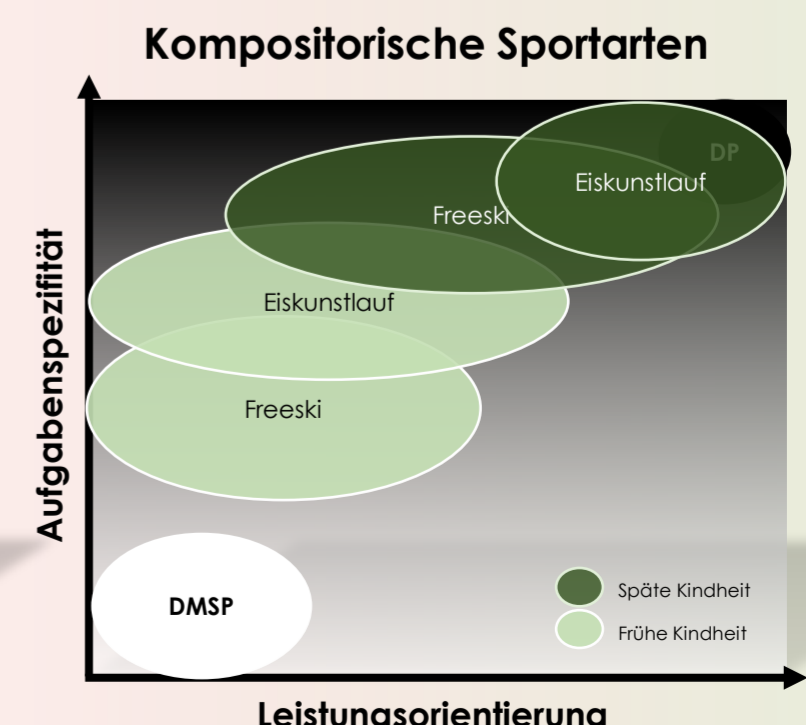 Kompositorische Sportarten
Aufgabenspezifität
DP
Eiskunstlauf
Freeski
Eiskunstlauf
Freeski
DMSP
Späte Kindheit
Frühe Kindheit
Leistungsorientierung